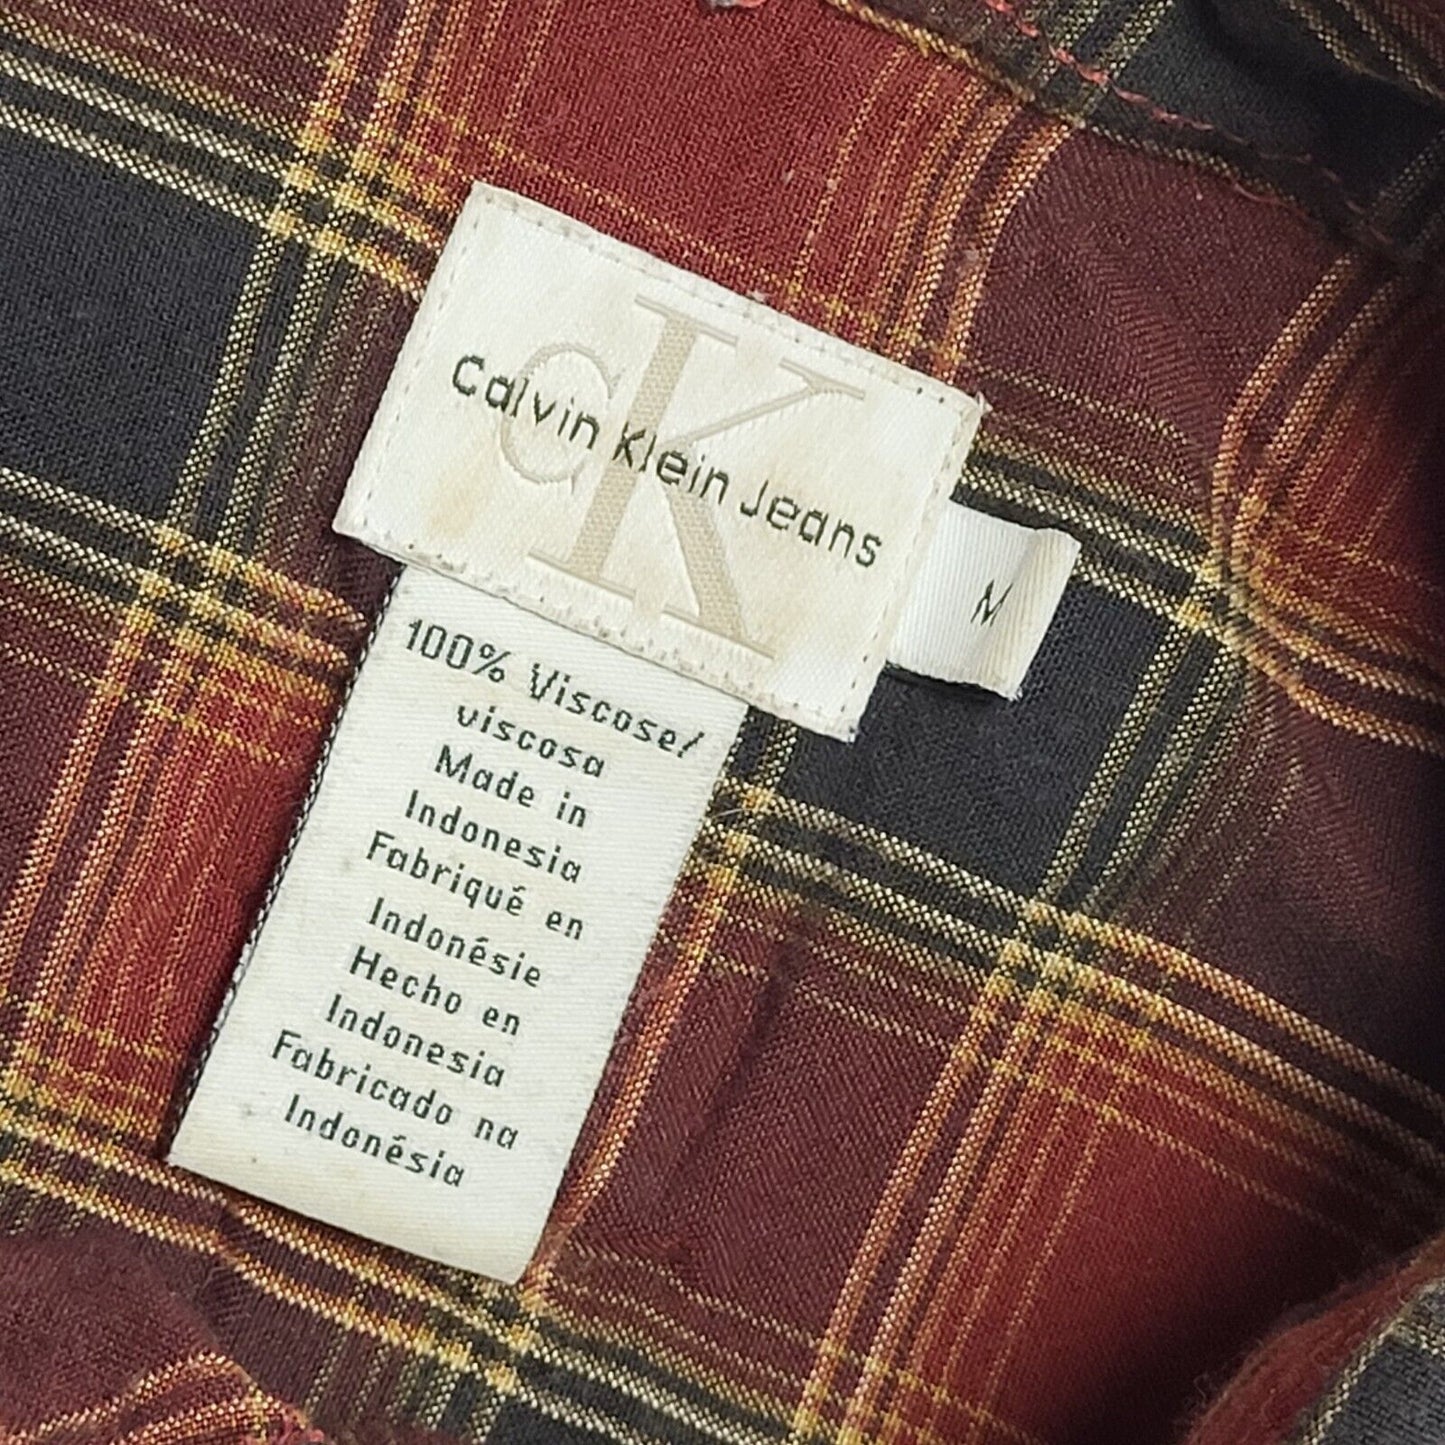 cK
Calvin Klein Jeans
M
100% Viscose/
viscosa
Made in
Indonesia
Fabriqué en
Indonésie
Hecho en
Indonesia
Fabricado na
Indonésia